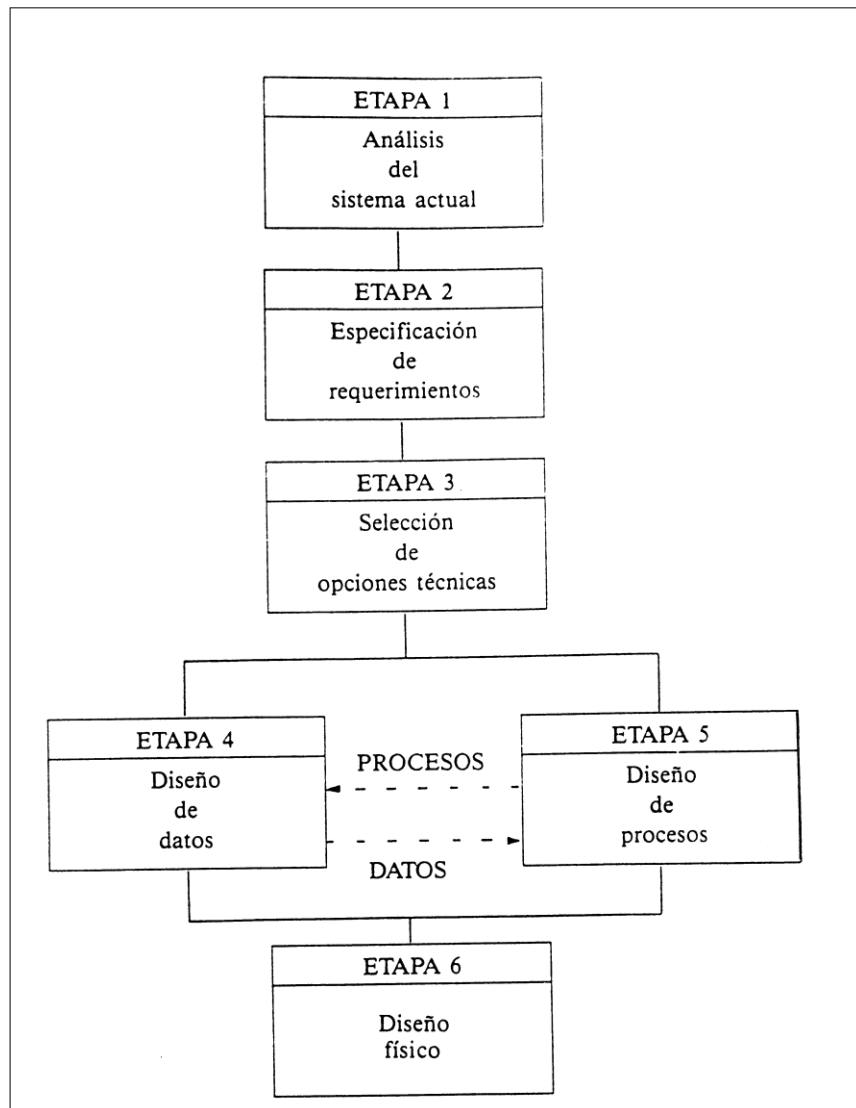 ETAPA 1
Análisis
del
sistema actual
ETAPA 2
Especificación
de
requerimientos
ETAPA 3
Selección
de
opciones técnicas
ETAPA 4
Diseño
de
datos
PROCESOS
DATOS
ETAPA 5
Diseño
de
procesos
ETAPA 6
Diseño
físico